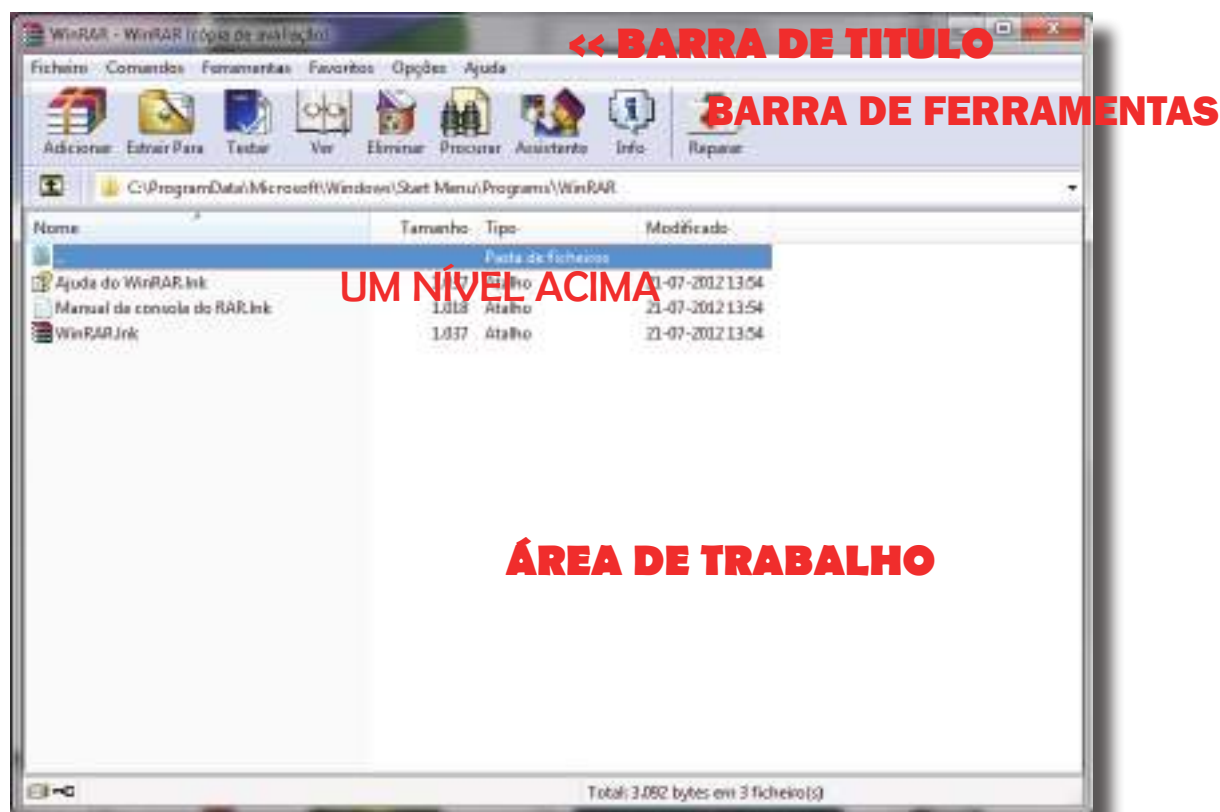 WinRAR - WinRAR (cópia de avaliação)
<< BARRA DE TITULO
Ficheiro Comandos Ferramentas Favoritos Opções Ajuda
BARRA DE FERRAMENTAS
Adicionar Extrair Para Testar Ver Eliminar Procurar Assistente Info Reparar
C:\ProgramData\Microsoft\Windows\Start Menu\Programs\WinRAR
Nome Tamanho Tipo Modificado
.. Pasta de ficheiros
UM NÍVEL ACIMA
Ajuda do WinRAR.lnk Atalho 21-07-2012 13:54
Manual da consola do RAR.lnk 1.018 Atalho 21-07-2012 13:54
WinRAR.lnk 1.037 Atalho 21-07-2012 13:54
ÁREA DE TRABALHO
Total: 3.092 bytes em 3 ficheiro(s)